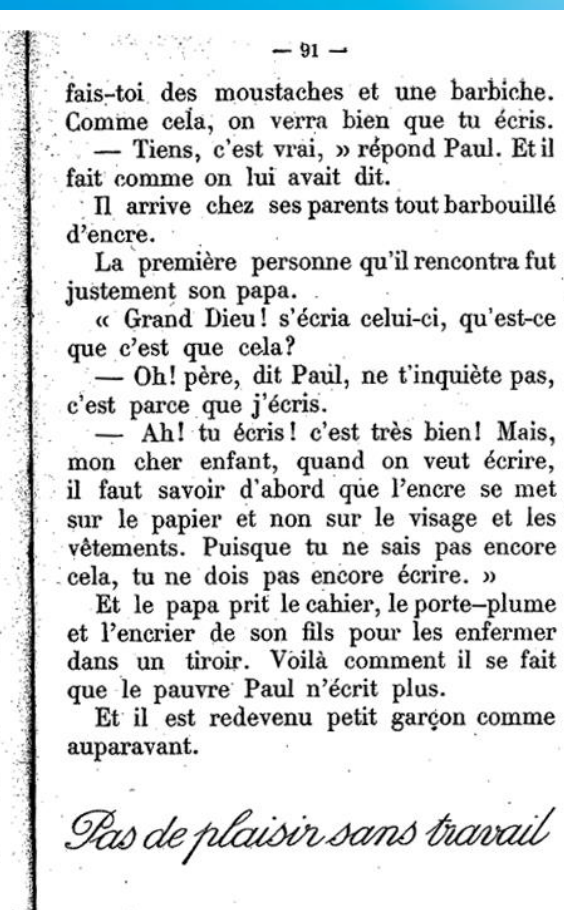 — 91 —
fais-toi des moustaches et une barbiche.
Comme cela, on verra bien que tu écris.
— Tiens, c'est vrai, » répond Paul. Et il
fait comme on lui avait dit.
Il arrive chez ses parents tout barbouillé
d'encre.
La première personne qu'il rencontra fut
justement son papa.
« Grand Dieu! s'écria celui-ci, qu'est-ce
que c'est que cela?
— Oh! père, dit Paul, ne t'inquiète pas,
c'est parce que j'écris.
— Ah! tu écris! c'est très bien! Mais,
mon cher enfant, quand on veut écrire,
il faut savoir d'abord que l'encre se met
sur le papier et non sur le visage et les
vêtements. Puisque tu ne sais pas encore
cela, tu ne dois pas encore écrire. »
Et le papa prit le cahier, le porte-plume
et l'encrier de son fils pour les enfermer
dans un tiroir. Voilà comment il se fait
que le pauvre Paul n'écrit plus.
Et il est redevenu petit garçon comme
auparavant.
Pas de plaisir sans travail